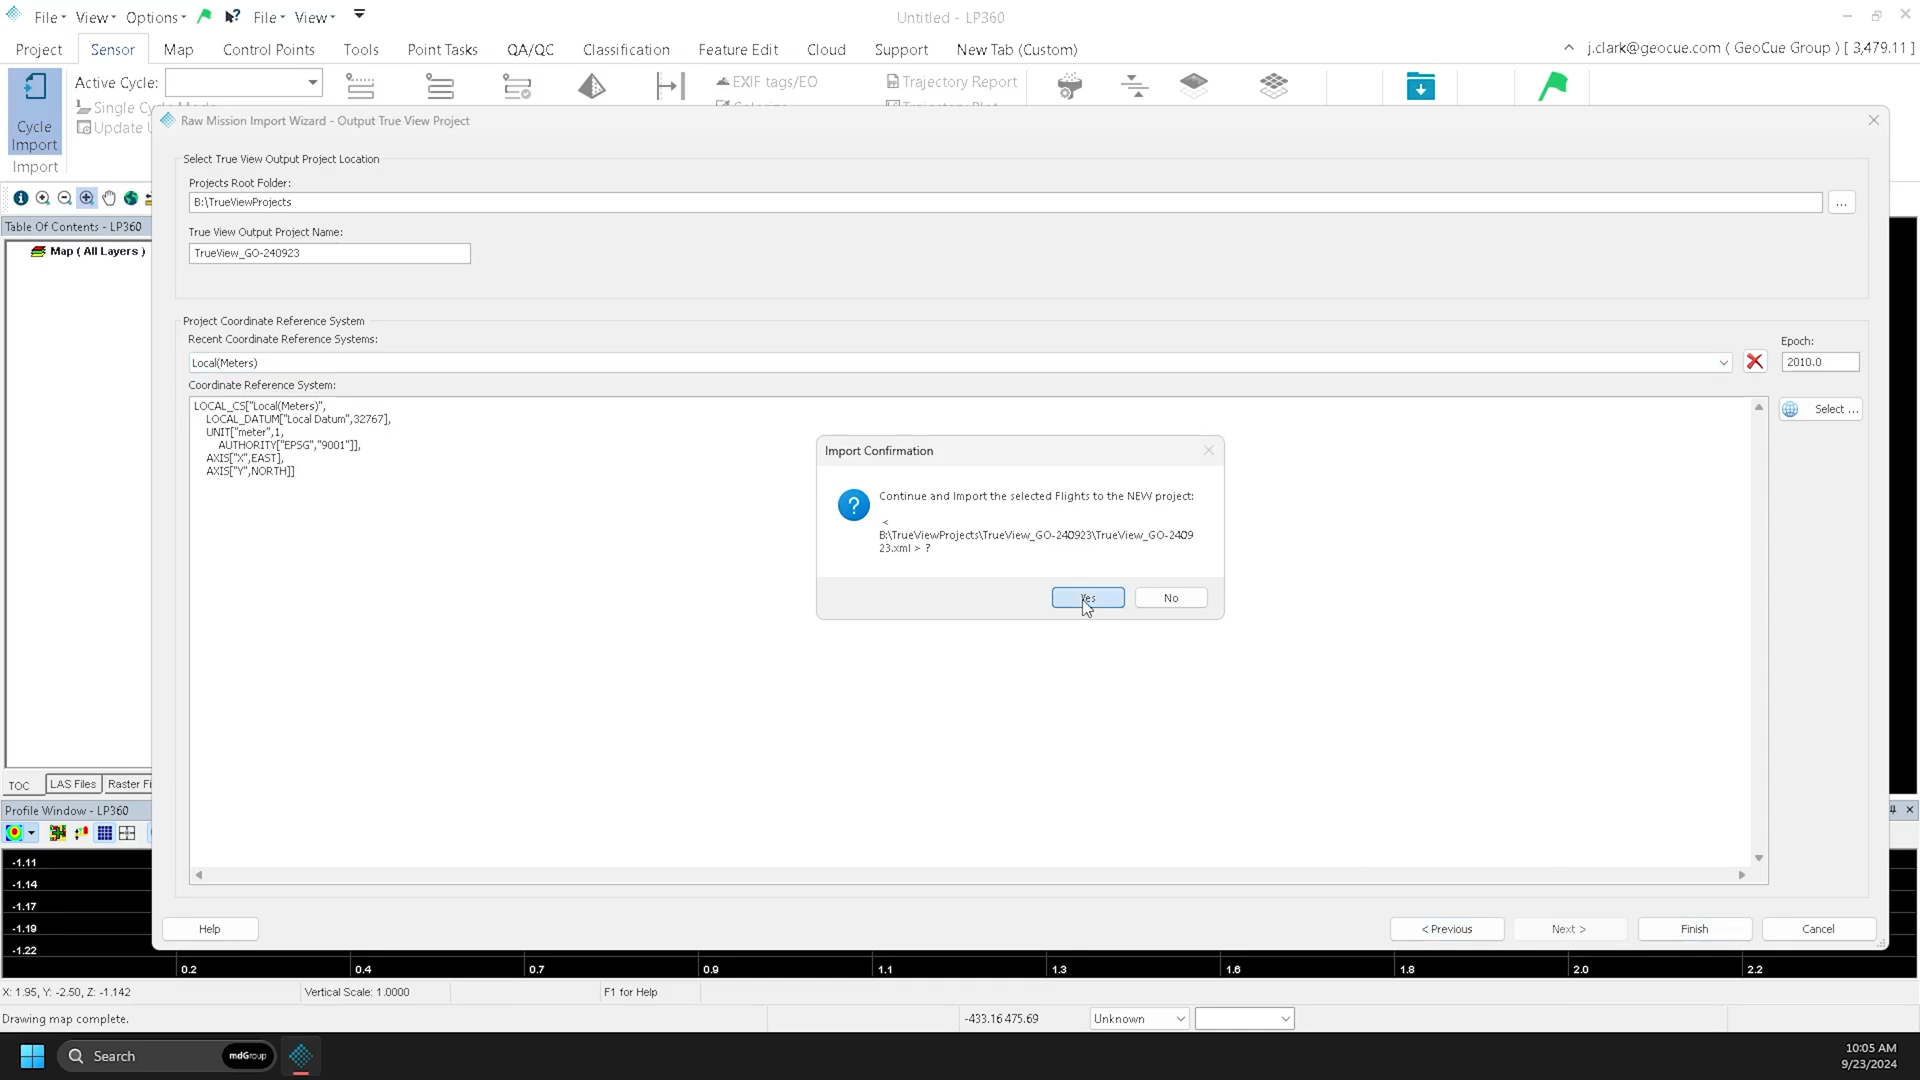 File View Options File View Untitled - LP360
Project Sensor Map Control Points Tools Point Tasks QA/QC Classification Feature Edit Cloud Support New Tab (Custom) j.clark@geocue.com ( GeoCue Group ) [ 3,479.11 ]
Active Cycle: EXIF tags/EO Trajectory Report
Cycle
Import
Import
Raw Mission Import Wizard - Output True View Project
Select True View Output Project Location
Projects Root Folder:
B:\TrueViewProjects
...
True View Output Project Name:
TrueView_GO-240923
Table Of Contents - LP360
Map ( All Layers )
Project Coordinate Reference System
Recent Coordinate Reference Systems:
Epoch:
Local(Meters)
2010.0
Coordinate Reference System:
LOCAL_CS["Local(Meters)",
LOCAL_DATUM["Local Datum",32767],
UNIT["meter",1,
AUTHORITY["EPSG","9001"]],
AXIS["X",EAST],
AXIS["Y",NORTH]]
Select ...
Import Confirmation
Continue and Import the selected Flights to the NEW project:
<
B:\TrueViewProjects\TrueView_GO-240923\TrueView_GO-2409
23.xml > ?
Yes No
TOC LAS Files Raster Fi
Profile Window - LP360
-1.11
-1.14
-1.17
-1.19
-1.22
Help < Previous Next > Finish Cancel
0.2 0.4 0.7 0.9 1.1 1.3 1.6 1.8 2.0 2.2
X: 1.95, Y: -2.50, Z: -1.142 Vertical Scale: 1.0000 F1 for Help
Drawing map complete. -433.16 475.69 Unknown
Search mdGroup
10:05 AM
9/23/2024